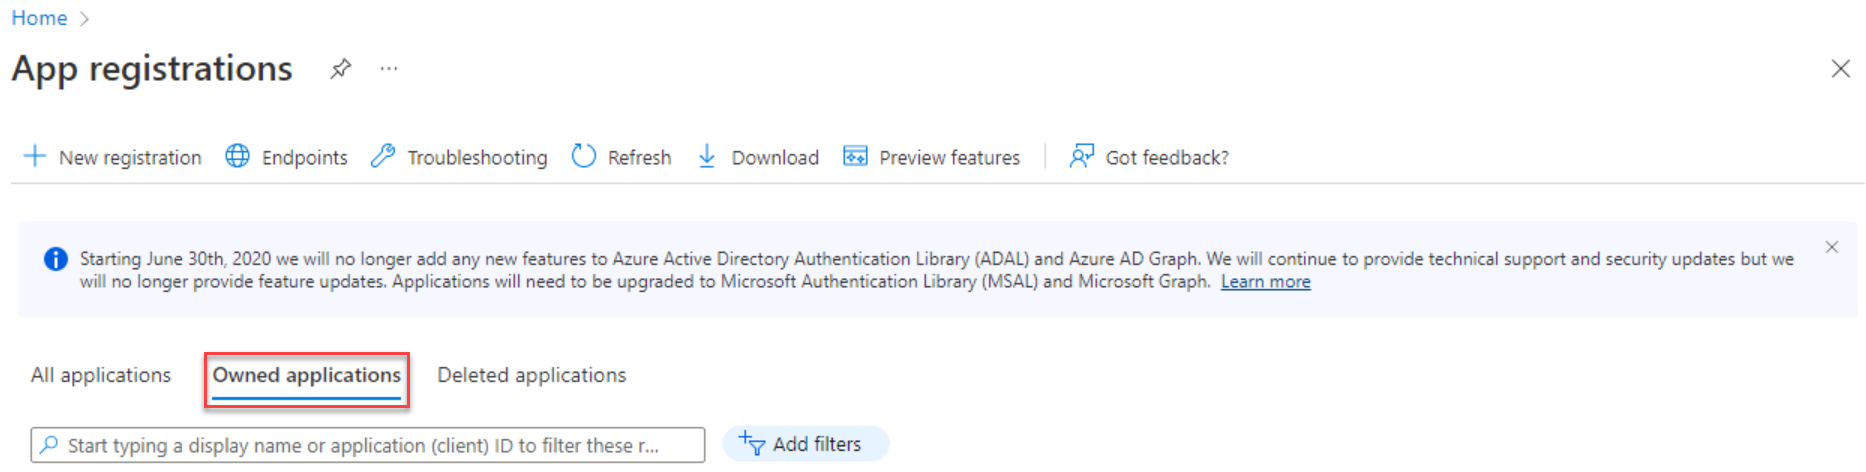 Home
App registrations
New registration Endpoints Troubleshooting Refresh Download Preview features Got feedback?
Starting June 30th, 2020 we will no longer add any new features to Azure Active Directory Authentication Library (ADAL) and Azure AD Graph. We will continue to provide technical support and security updates but we
will no longer provide feature updates. Applications will need to be upgraded to Microsoft Authentication Library (MSAL) and Microsoft Graph. Learn more
All applications Owned applications Deleted applications
Start typing a display name or application (client) ID to filter these r... Add filters